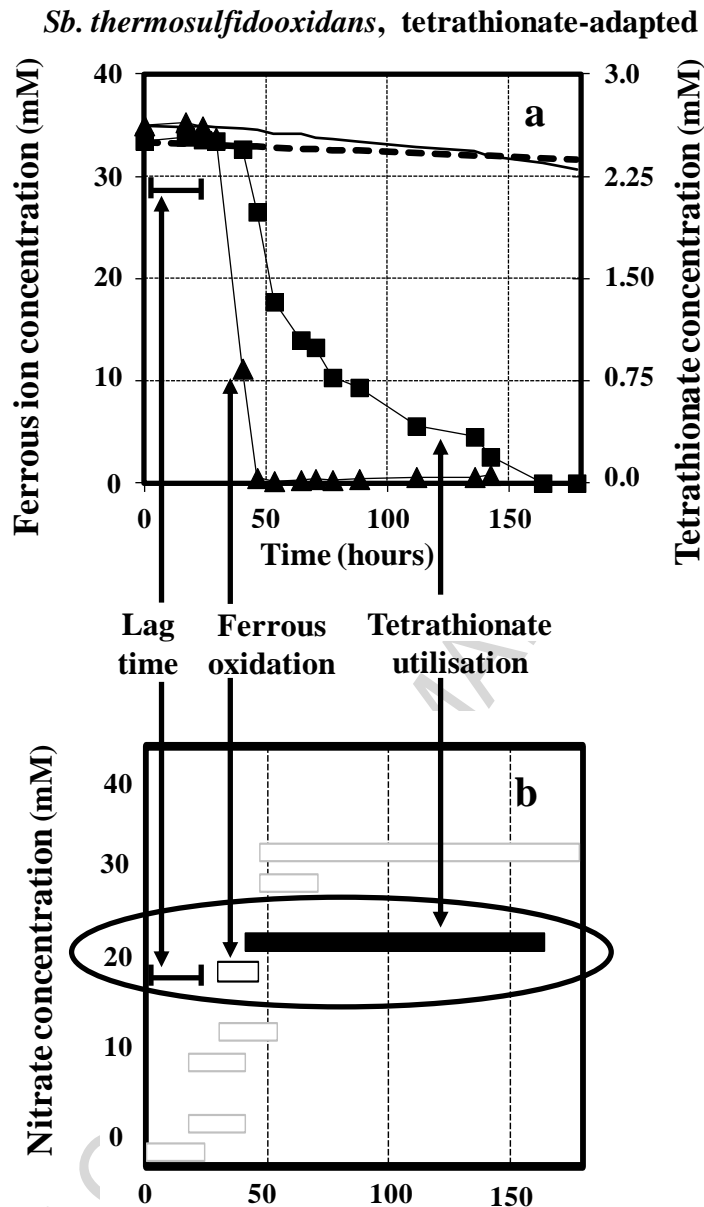 Sb. thermosulfidooxidans, tetrathionate-adapted
Ferrous ion concentration (mM)
40
30
20
10
0
a
3.0
2.25
1.50
0.75
0.0
Tetrathionate concentration (mM)
0 50 100 150
Time (hours)
Lag time
Ferrous oxidation
Tetrathionate utilisation
Nitrate concentration (mM)
40
30
20
10
0
b
0 50 100 150